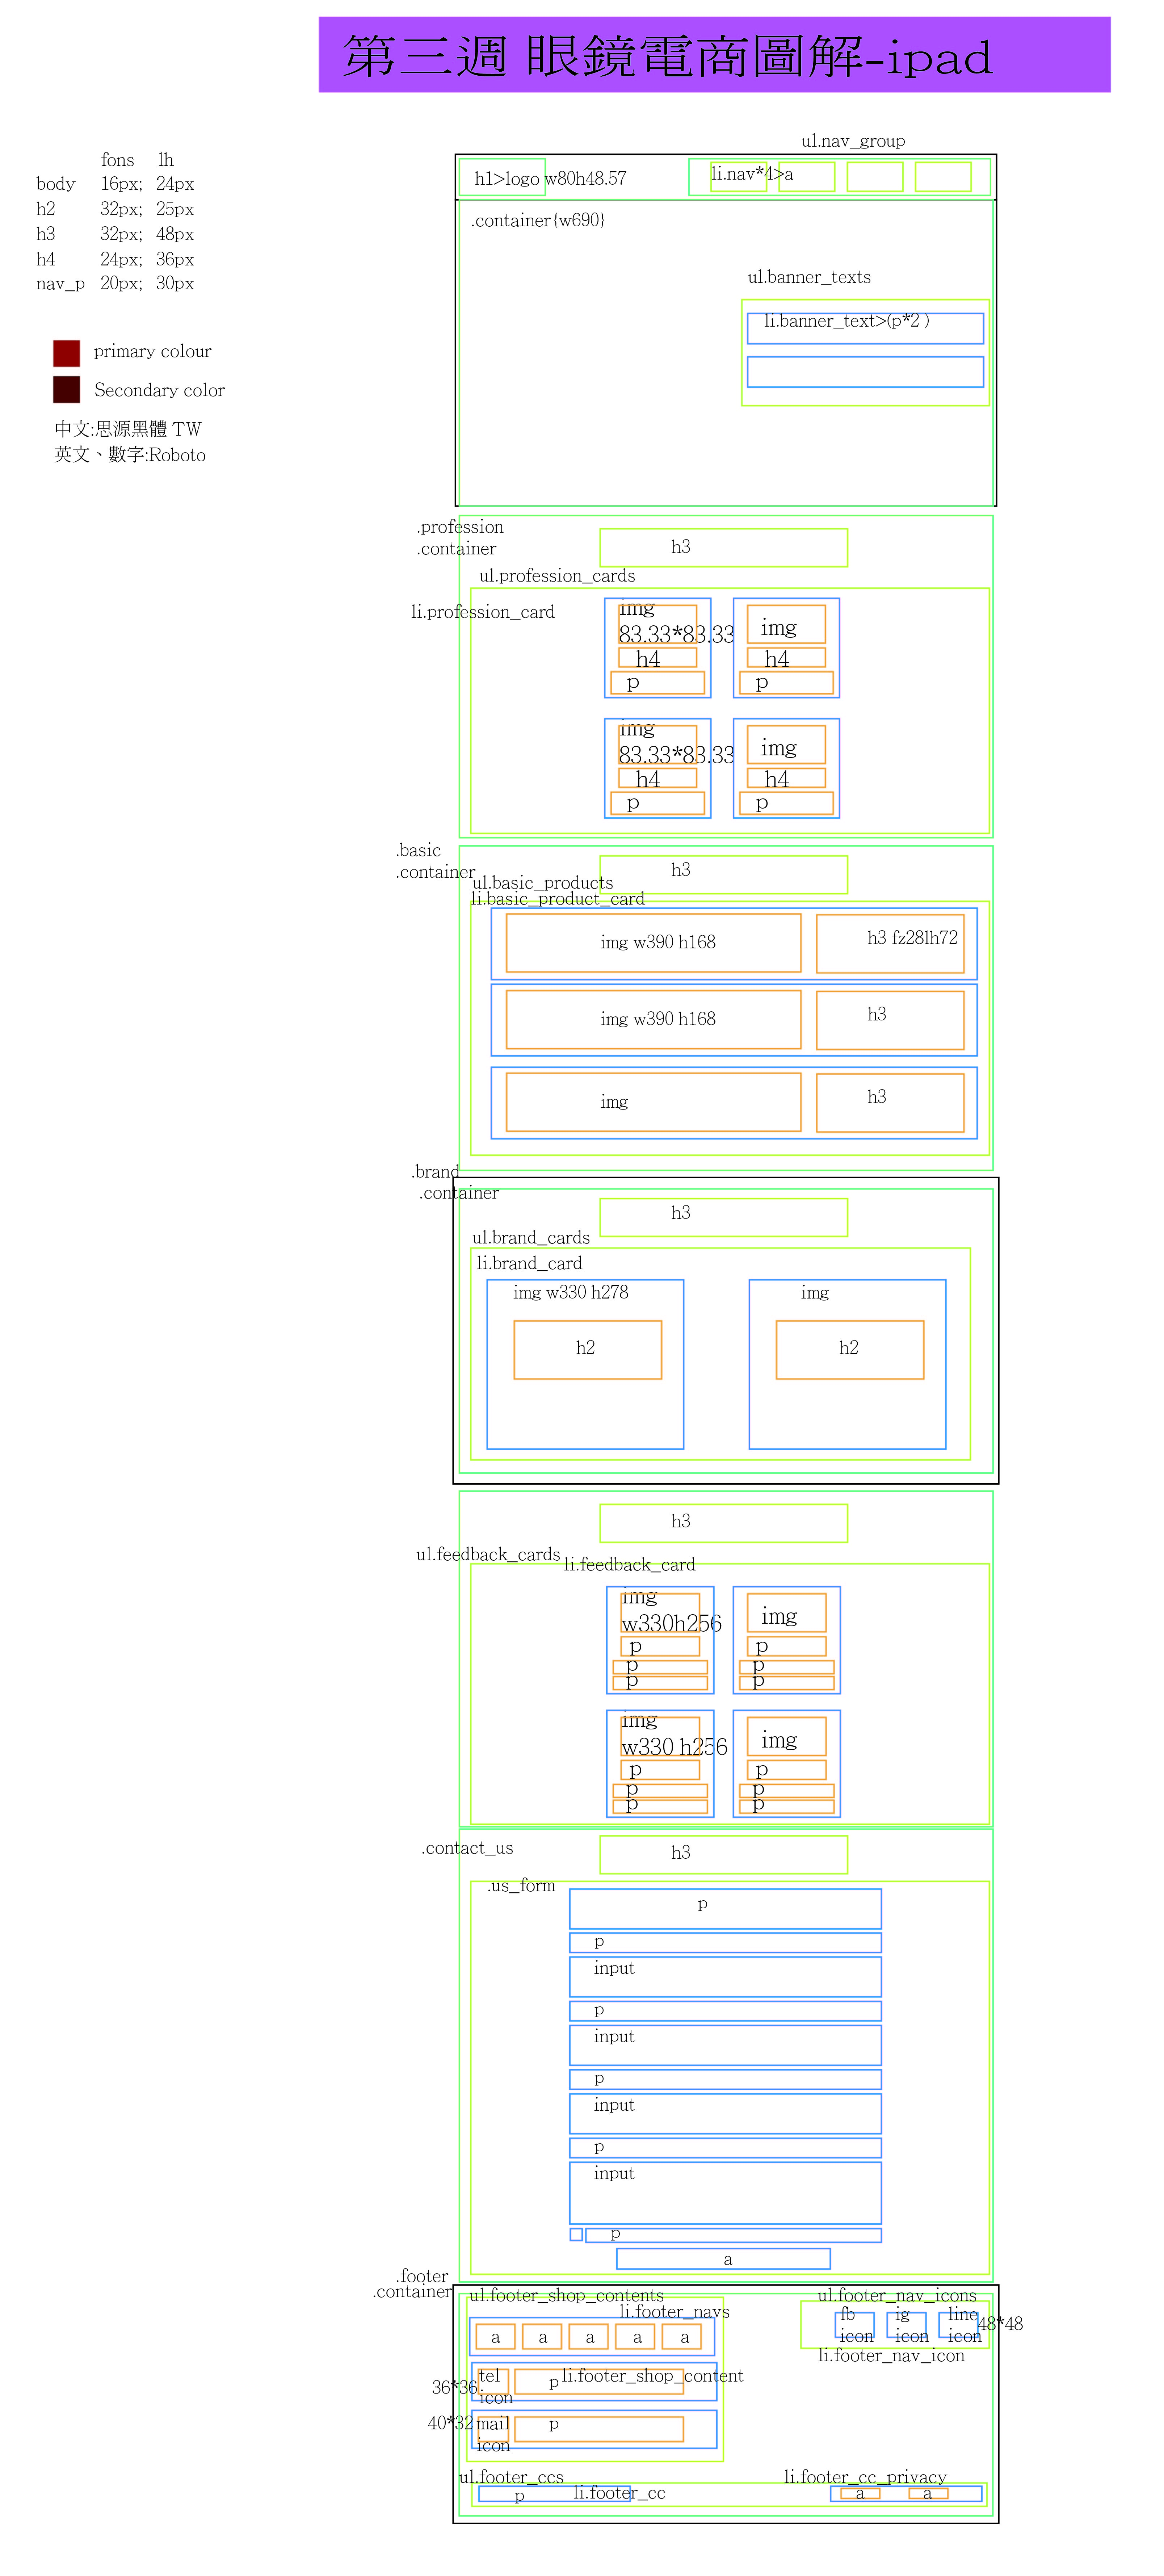 第三週 眼鏡電商圖解-ipad
fons lh
body 16px; 24px
h2 32px; 25px
h3 32px; 48px
h4 24px; 36px
nav_p 20px; 30px
primary colour
Secondary color
中文:思源黑體 TW
英文、數字:Roboto
ul.nav_group
h1>logo w80h48.57
li.nav*4>a
.container{w690}
ul.banner_texts
li.banner_text>(p*2 )
.profession
.container
h3
ul.profession_cards
li.profession_card
img
83.33*83.33
h4
p
img
h4
p
img
83.33*83.33
h4
p
img
h4
p
.basic
.container
h3
ul.basic_products
li.basic_product_card
img w390 h168
h3 fz28lh72
img w390 h168
h3
img
h3
.brand
.container
h3
ul.brand_cards
li.brand_card
img w330 h278
h2
img
h2
h3
ul.feedback_cards
li.feedback_card
img
w330h256
p
p
p
img
p
p
p
img
w330 h256
p
p
p
img
p
p
p
.contact_us
h3
.us_form
p
p
input
p
input
p
input
p
input
p
a
.footer
.container
ul.footer_shop_contents
li.footer_navs
a a a a a
tel
icon
36*36
p
li.footer_shop_content
40*32
mail
icon
p
ul.footer_nav_icons
fb
icon
ig
icon
line
icon
48*48
li.footer_nav_icon
ul.footer_ccs
p
li.footer_cc
li.footer_cc_privacy
a a